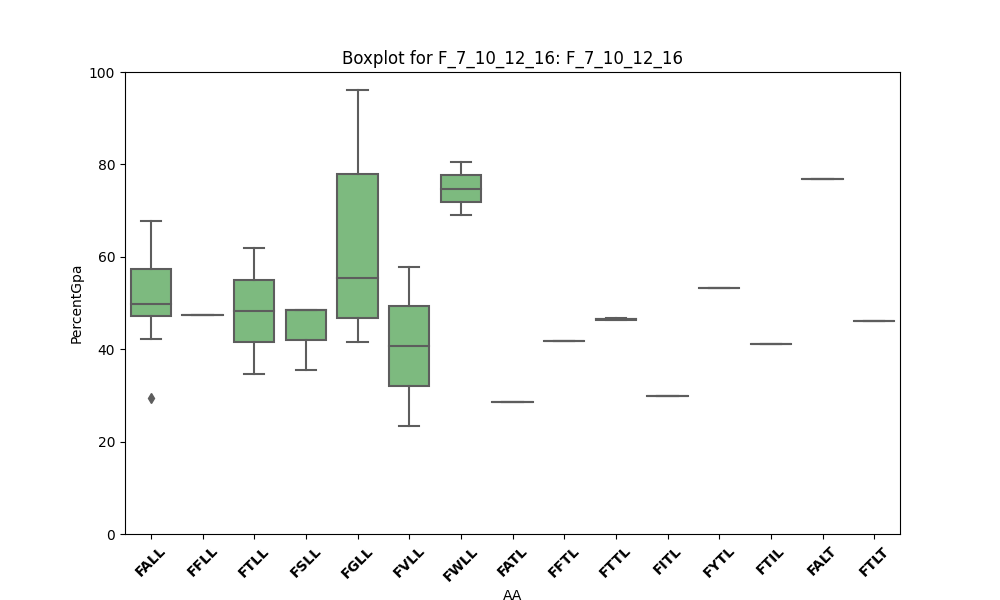 Boxplot for F_7_10_12_16: F_7_10_12_16
100
80
60
40
20
0
PercentGpa
FALL FFLL FTLL FSLL FGLL FVLL FWLL FATL FFTL FTTL FITL FYTL FTIL FALT FTLT
AA